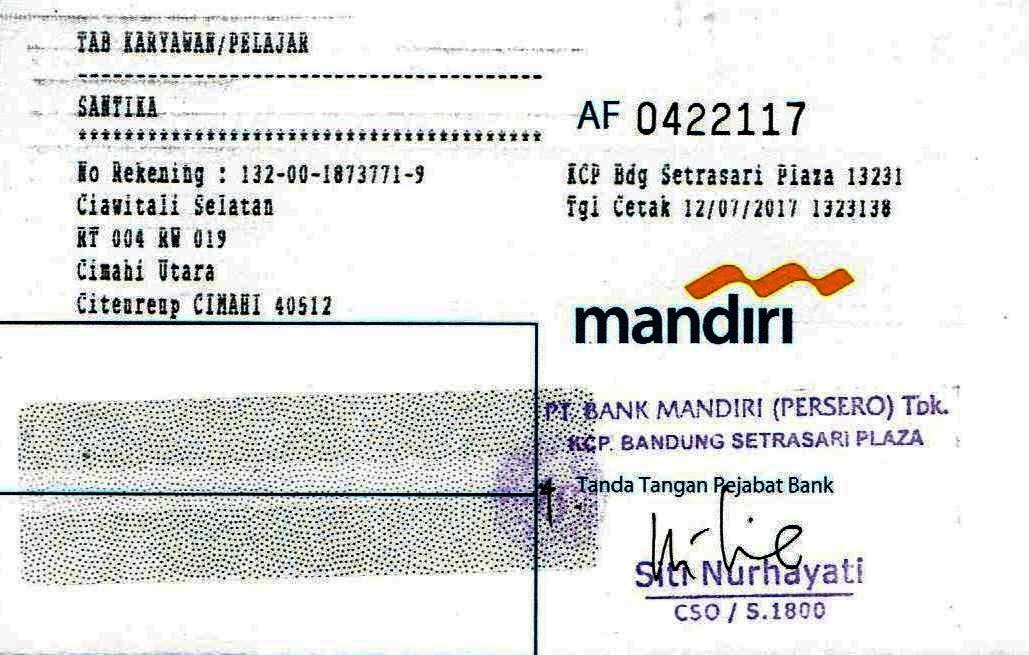 TAB KARYAWAN/PELAJAR
SANTIKA
No Rekening : 132-00-1873771-9
Ciawitali Selatan
RT 004 RW 019
Cimahi Utara
Citeureup CIMAHI 40512
AF 0422117
KCP Bdg Setrasari Plaza 13231
Tgl Cetak 12/07/2017 1323138
mandiri
PT. BANK MANDIRI (PERSERO) Tbk.
KCP. BANDUNG SETRASARI PLAZA
Tanda Tangan Pejabat Bank
Siti Nurhayati
CSO / S.1800